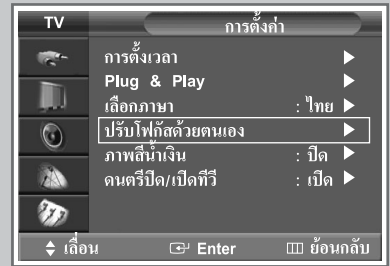 TV การตั้งค่า
การตั้งเวลา
Plug & Play
เลือกภาษา : ไทย
ปรับโฟกัสด้วยตนเอง
ภาพสีน้ำเงิน : ปิด
ดนตรีปิด/เปิดทีวี : เปิด
เลื่อน Enter ย้อนกลับ